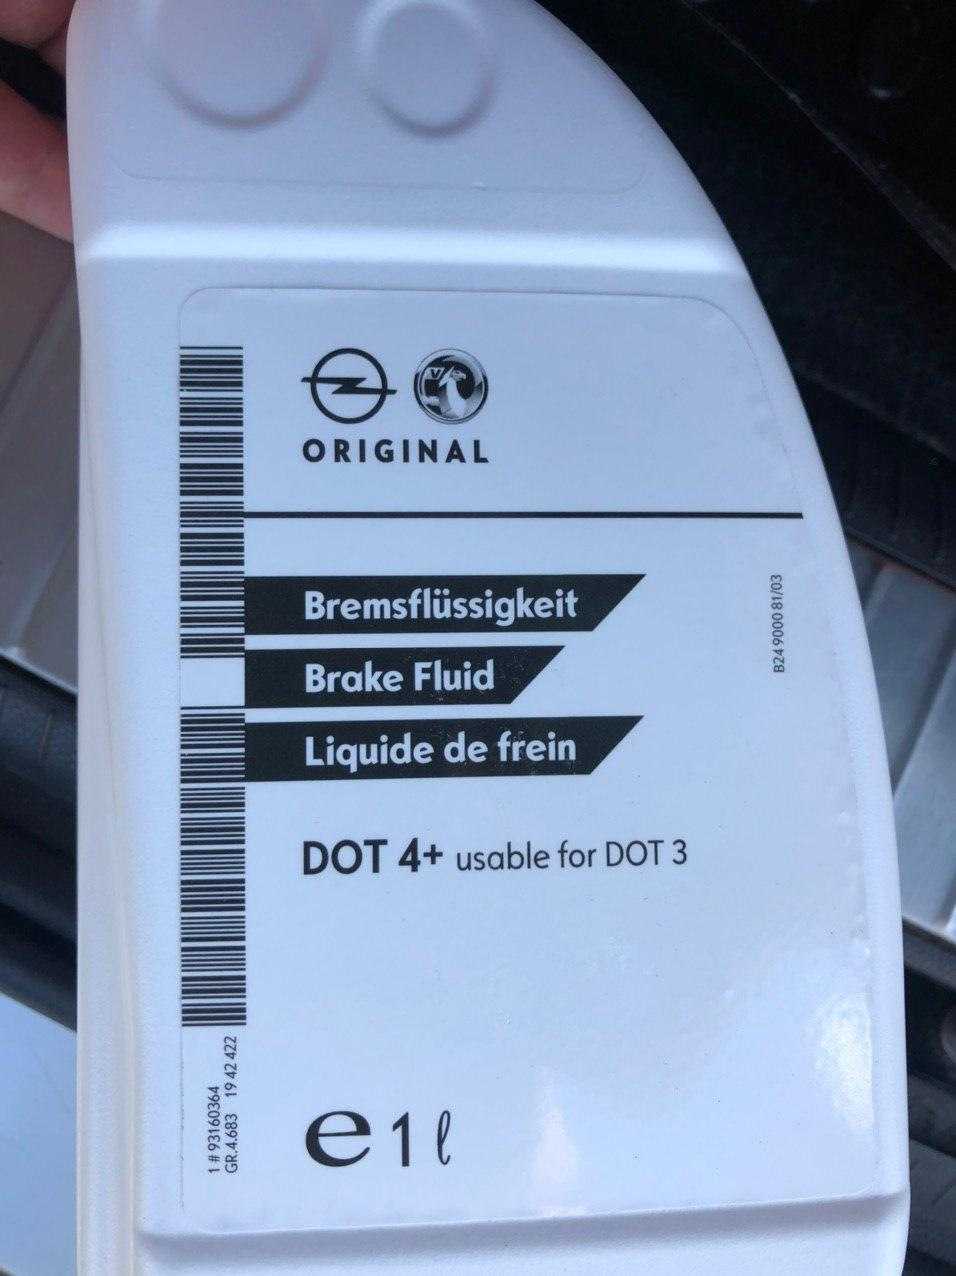 V
ORIGINAL
Bremsflüssigkeit
Brake Fluid
Liquide de frein
B24 9000 81/03
DOT 4+ usable for DOT 3
1 # 93160364
GR.4.683 19 42 422
e 1 ℓ